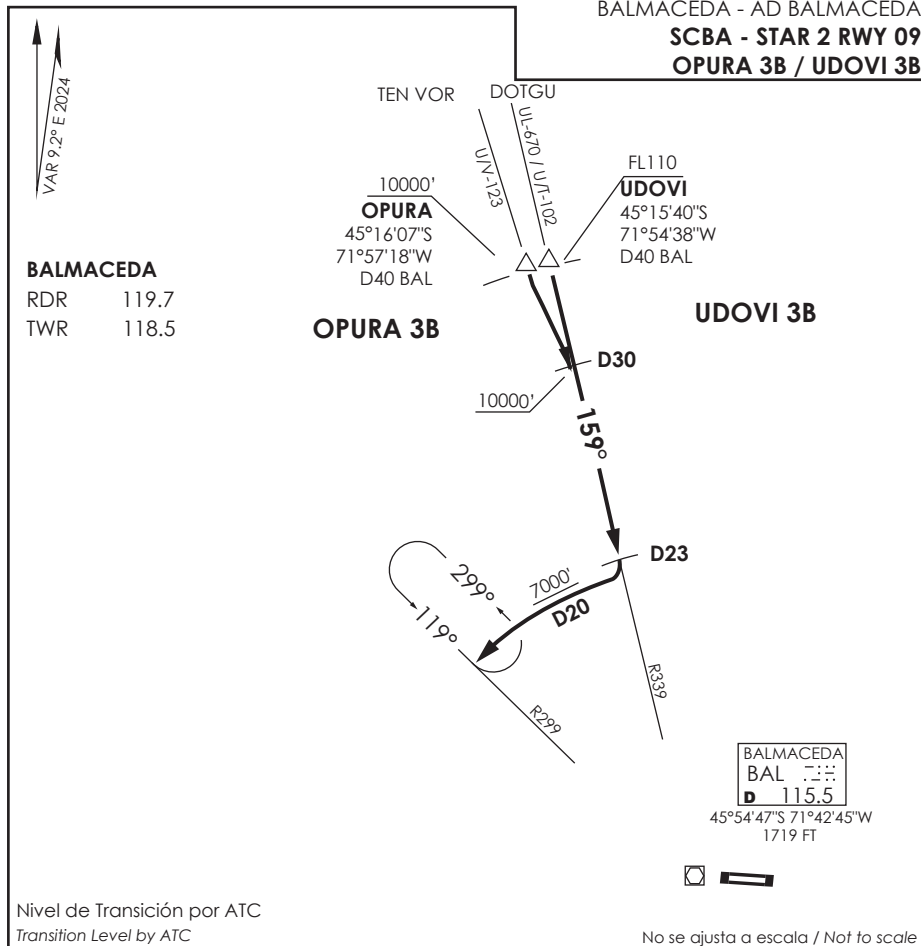 BALMACEDA - AD BALMACEDA
SCBA - STAR 2 RWY 09
OPURA 3B / UDOVI 3B
VAR 9.2° E 2024
TEN VOR
DOTGU
U/V-123
UL-670 / U/T-102
10000'
OPURA
45°16'07"S
71°57'18"W
D40 BAL
FL110
UDOVI
45°15'40"S
71°54'38"W
D40 BAL
BALMACEDA
RDR 119.7
TWR 118.5
OPURA 3B
UDOVI 3B
D30
10000'
159°
D23
299°
7000'
D20
119°
R339
R299
BALMACEDA
BAL
D 115.5
45°54'47"S 71°42'45"W
1719 FT
Nivel de Transición por ATC
Transition Level by ATC
No se ajusta a escala / Not to scale